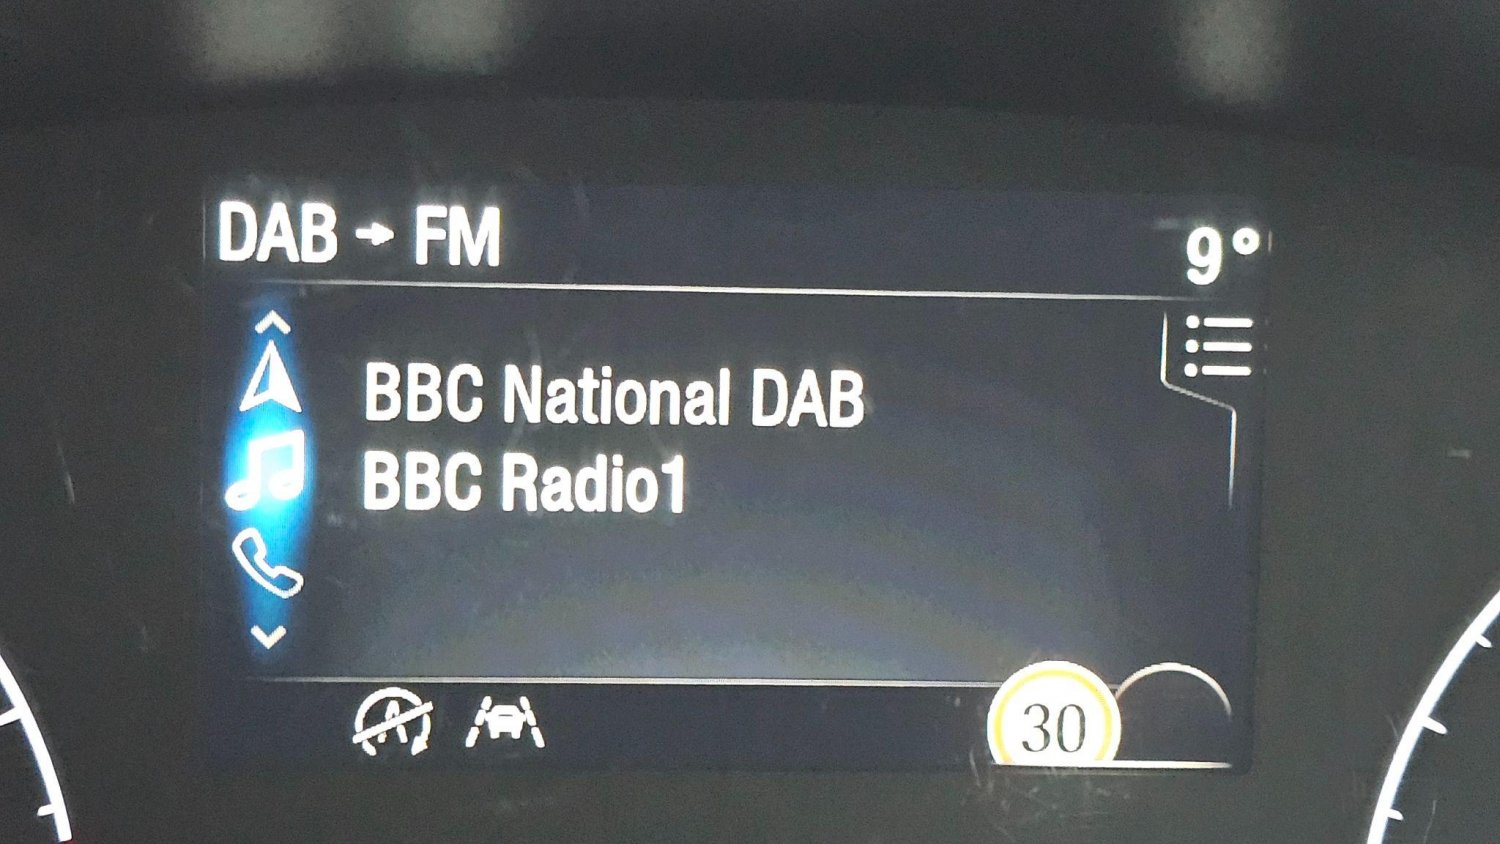 DAB → FM
9°
BBC National DAB
BBC Radio1
30